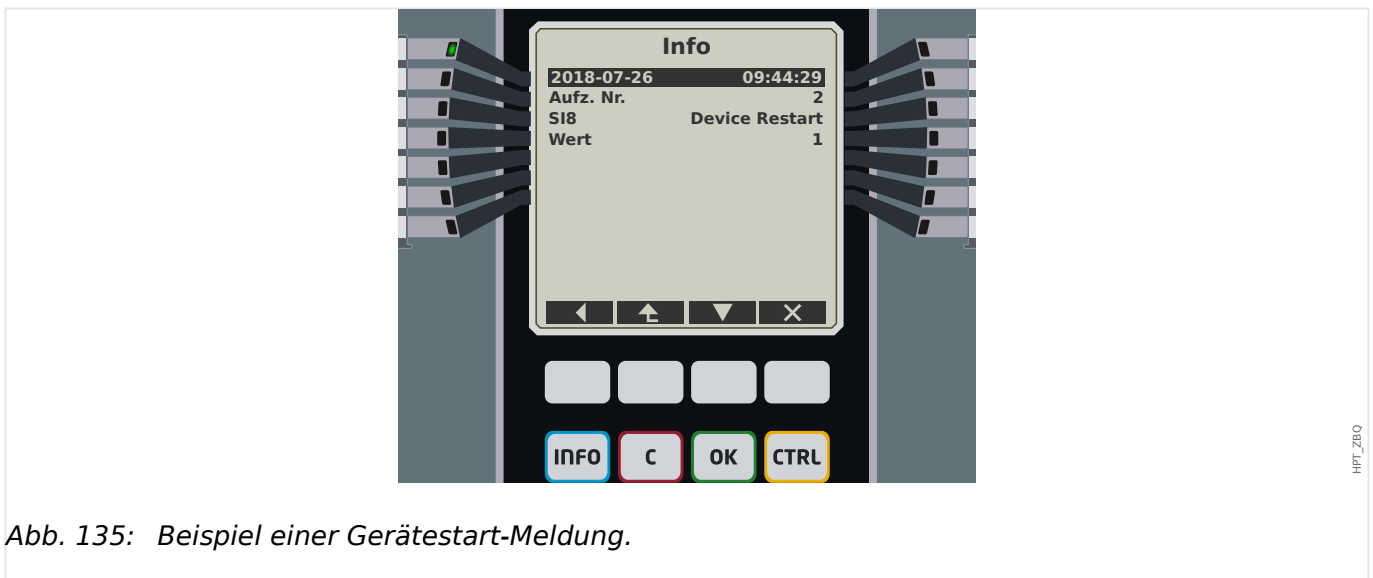 Info
2018-07-26 09:44:29
Aufz. Nr. 2
SI8 Device Restart
Wert 1
INFO C OK CTRL
HPT_ZBQ
Abb. 135: Beispiel einer Gerätestart-Meldung.